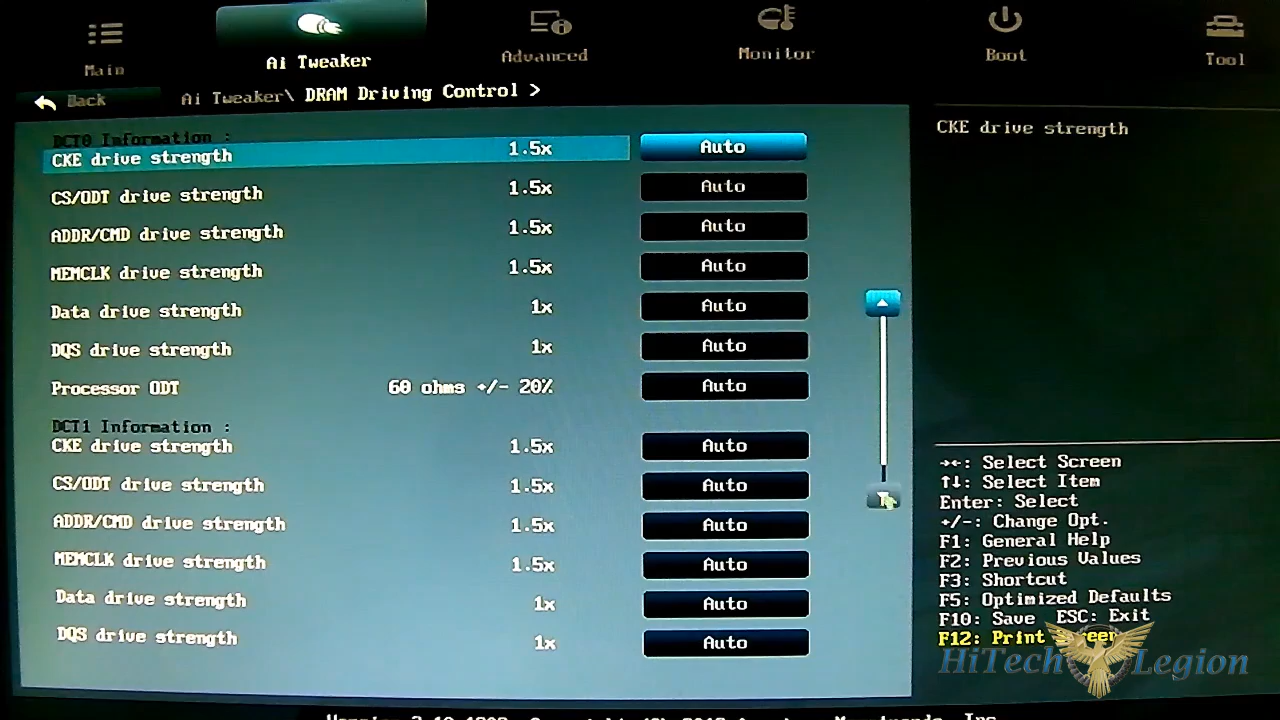 Main
Ai Tweaker
Advanced
Monitor
Boot
Tool
Back
Ai Tweaker\ DRAM Driving Control >
DCT0 Information :
CKE drive strength 1.5x Auto
CS/ODT drive strength 1.5x Auto
ADDR/CMD drive strength 1.5x Auto
MEMCLK drive strength 1.5x Auto
Data drive strength 1x Auto
DQS drive strength 1x Auto
Processor ODT 60 ohms +/- 20% Auto
DCT1 Information :
CKE drive strength 1.5x Auto
CS/ODT drive strength 1.5x Auto
ADDR/CMD drive strength 1.5x Auto
MEMCLK drive strength 1.5x Auto
Data drive strength 1x Auto
DQS drive strength 1x Auto
CKE drive strength
→←: Select Screen
↑↓: Select Item
Enter: Select
+/-: Change Opt.
F1: General Help
F2: Previous Values
F3: Shortcut
F5: Optimized Defaults
F10: Save ESC: Exit
F12: Print Screen
HiTech Legion